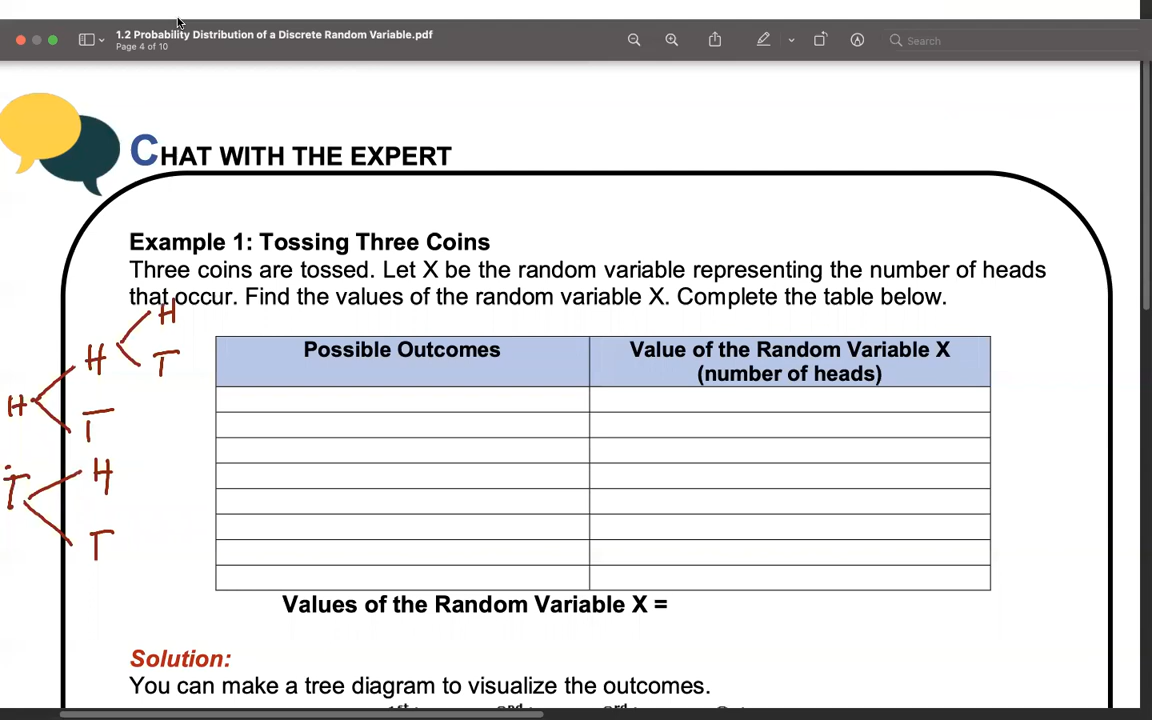 1.2 Probability Distribution of a Discrete Random Variable.pdf
Page 4 of 10
Search
CHAT WITH THE EXPERT
Example 1: Tossing Three Coins
Three coins are tossed. Let X be the random variable representing the number of heads
that occur. Find the values of the random variable X. Complete the table below.
H
H
T
H
T
T
H
T
Possible Outcomes
Value of the Random Variable X
(number of heads)
Values of the Random Variable X =
Solution:
You can make a tree diagram to visualize the outcomes.